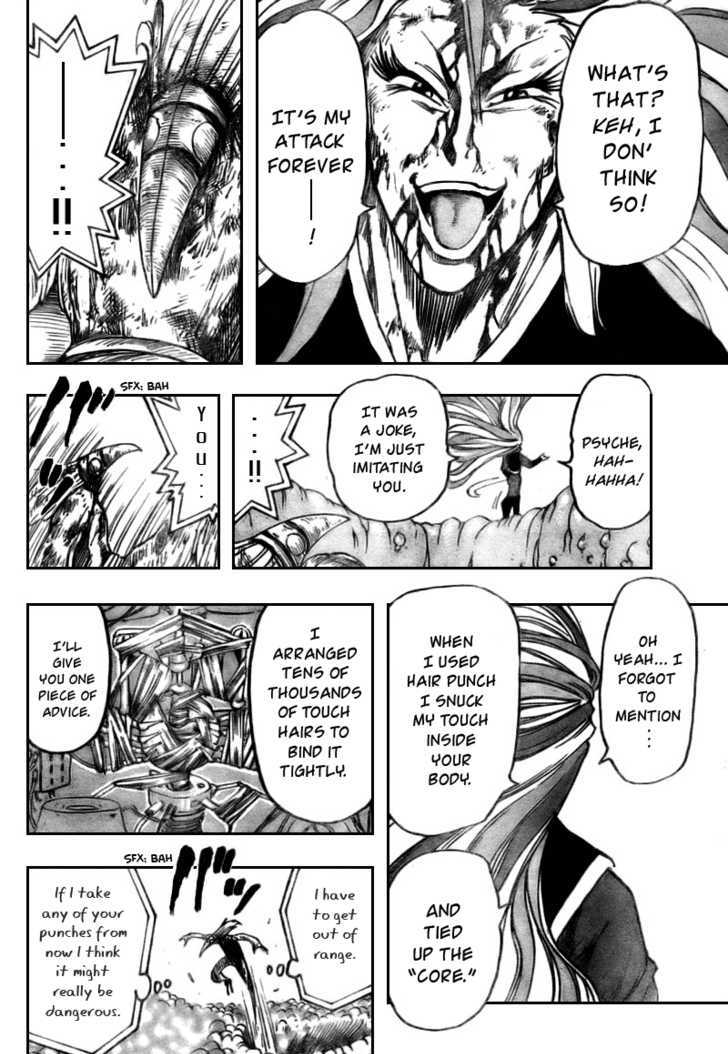 WHAT'S
THAT?
KEH, I
DON'
THINK
SO!
IT'S MY
ATTACK
FOREVER
—
!
—...!!
PSYCHE,
HAH-
HAHHA!
IT WAS
A JOKE,
I'M JUST
IMITATING
YOU.
...!!
SFX: BAH
YOU...
OH
YEAH... I
FORGOT
TO
MENTION
...
WHEN
I USED
HAIR PUNCH
I SNUCK
MY TOUCH
INSIDE
YOUR
BODY.
AND
TIED
UP THE
"CORE."
I
ARRANGED
TENS OF
THOUSANDS
OF TOUCH
HAIRS TO
BIND IT
TIGHTLY.
I'LL
GIVE
YOU ONE
PIECE OF
ADVICE.
SFX: BAH
I have
to get
out of
range.
If I take
any of your
punches from
now I think
it might
really be
dangerous.